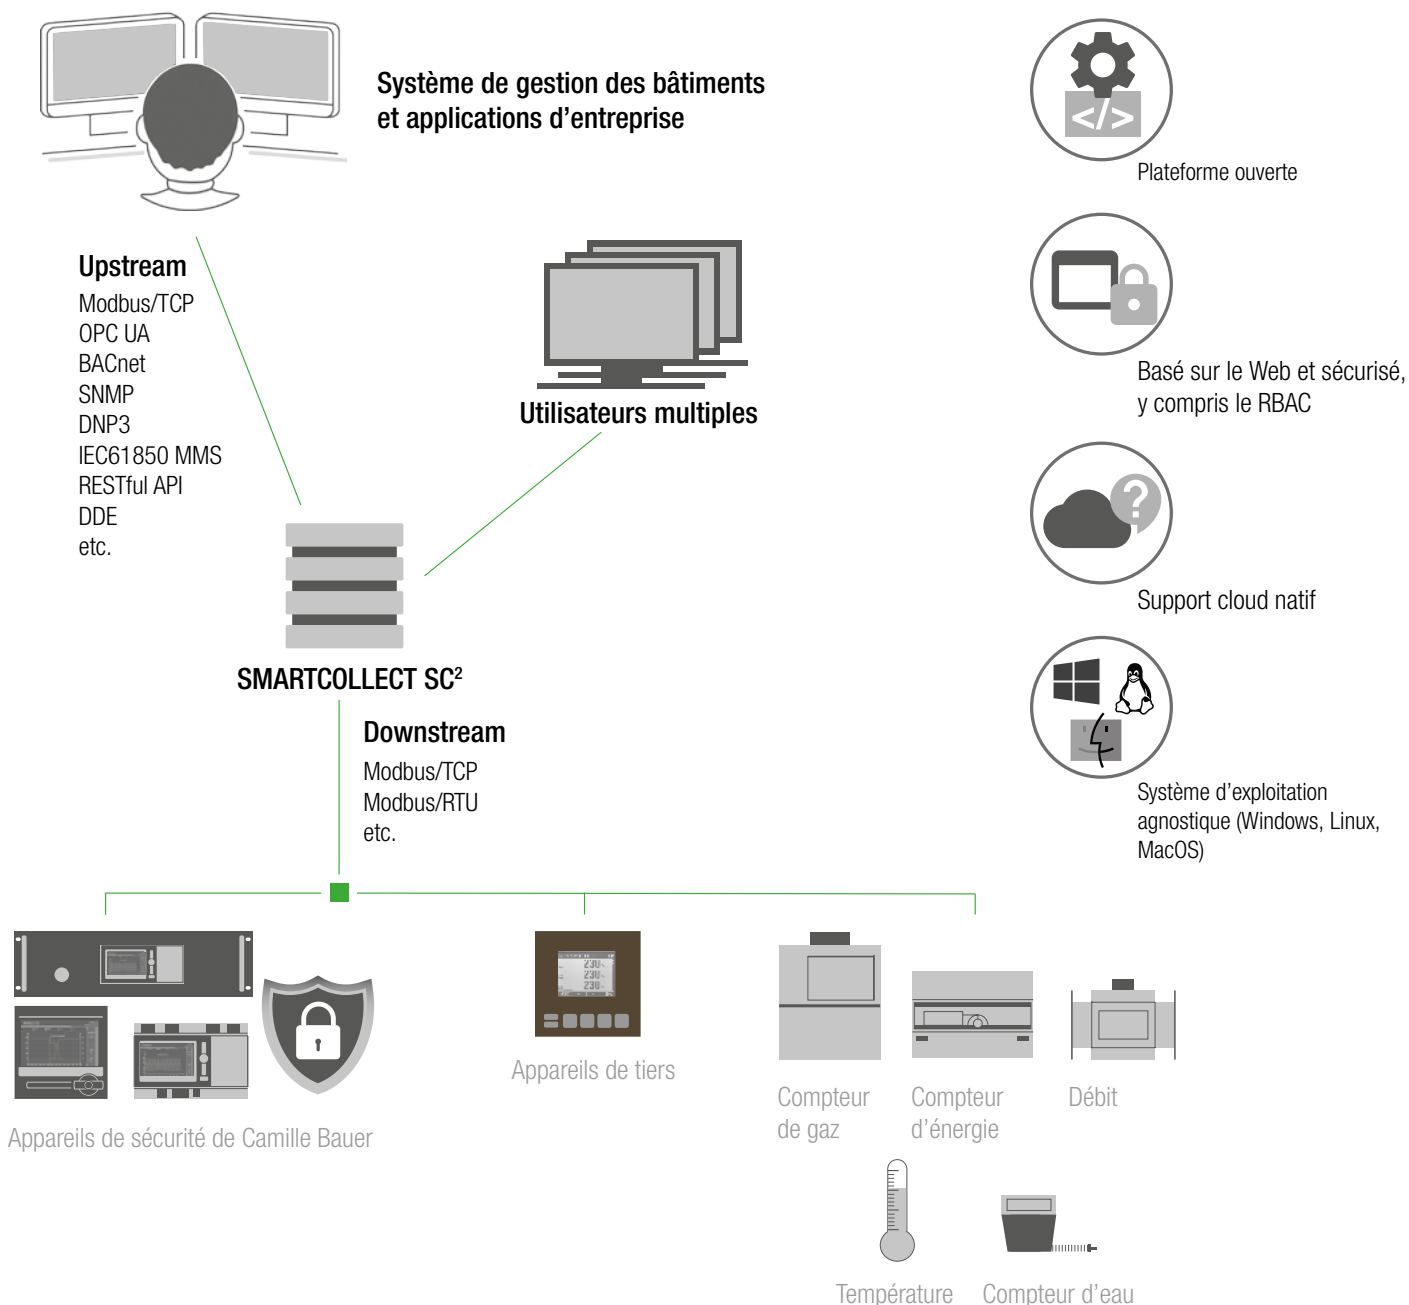 Système de gestion des bâtiments
et applications d'entreprise
Upstream
Modbus/TCP
OPC UA
BACnet
SNMP
DNP3
IEC61850 MMS
RESTful API
DDE
etc.
Utilisateurs multiples
SMARTCOLLECT SC²
Downstream
Modbus/TCP
Modbus/RTU
etc.
230
230
230
Appareils de sécurité de Camille Bauer
Appareils de tiers
Compteur
de gaz
Compteur
d'énergie
Débit
Température
Compteur d'eau
</>
Plateforme ouverte
Basé sur le Web et sécurisé,
y compris le RBAC
?
Support cloud natif
Système d'exploitation
agnostique (Windows, Linux,
MacOS)